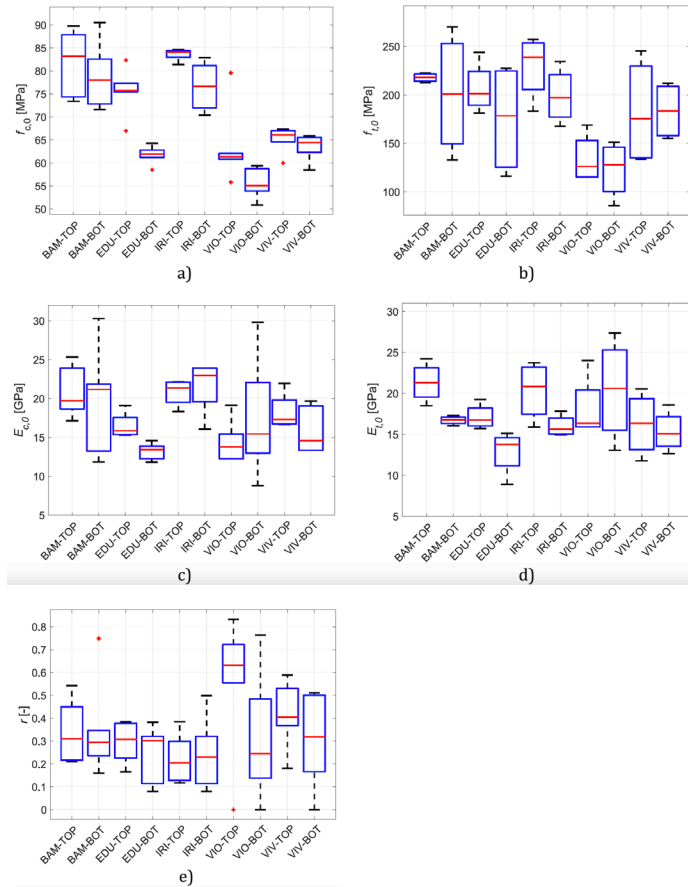 95
90
85
80
75
70
65
60
55
50
f_c,0 [MPa]
BAM-TOP
BAM-BOT
EDU-TOP
EDU-BOT
IRI-TOP
IRI-BOT
VIO-TOP
VIO-BOT
VIV-TOP
VIV-BOT
a)
250
200
150
100
f_t,0 [MPa]
BAM-TOP
BAM-BOT
EDU-TOP
EDU-BOT
IRI-TOP
IRI-BOT
VIO-TOP
VIO-BOT
VIV-TOP
VIV-BOT
b)
30
25
20
15
10
5
E_c,0 [GPa]
BAM-TOP
BAM-BOT
EDU-TOP
EDU-BOT
IRI-TOP
IRI-BOT
VIO-TOP
VIO-BOT
VIV-TOP
VIV-BOT
c)
30
25
20
15
10
5
E_t,0 [GPa]
BAM-TOP
BAM-BOT
EDU-TOP
EDU-BOT
IRI-TOP
IRI-BOT
VIO-TOP
VIO-BOT
VIV-TOP
VIV-BOT
d)
0.8
0.7
0.6
0.5
0.4
0.3
0.2
0.1
0
r [-]
BAM-TOP
BAM-BOT
EDU-TOP
EDU-BOT
IRI-TOP
IRI-BOT
VIO-TOP
VIO-BOT
VIV-TOP
VIV-BOT
e)